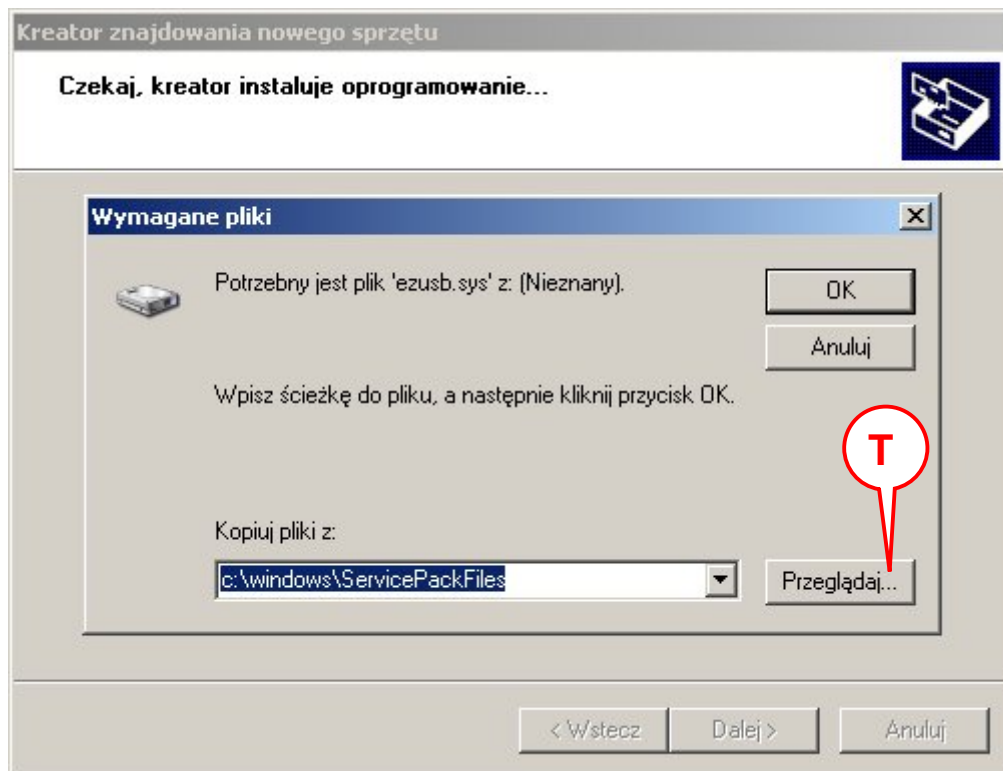 Kreator znajdowania nowego sprzętu
Czekaj, kreator instaluje oprogramowanie...
Wymagane pliki
Potrzebny jest plik 'ezusb.sys' z: (Nieznany).
OK
Anuluj
Wpisz ścieżkę do pliku, a następnie kliknij przycisk OK.
T
Kopiuj pliki z:
c:\windows\ServicePackFiles
Przeglądaj...
< Wstecz
Dalej >
Anuluj